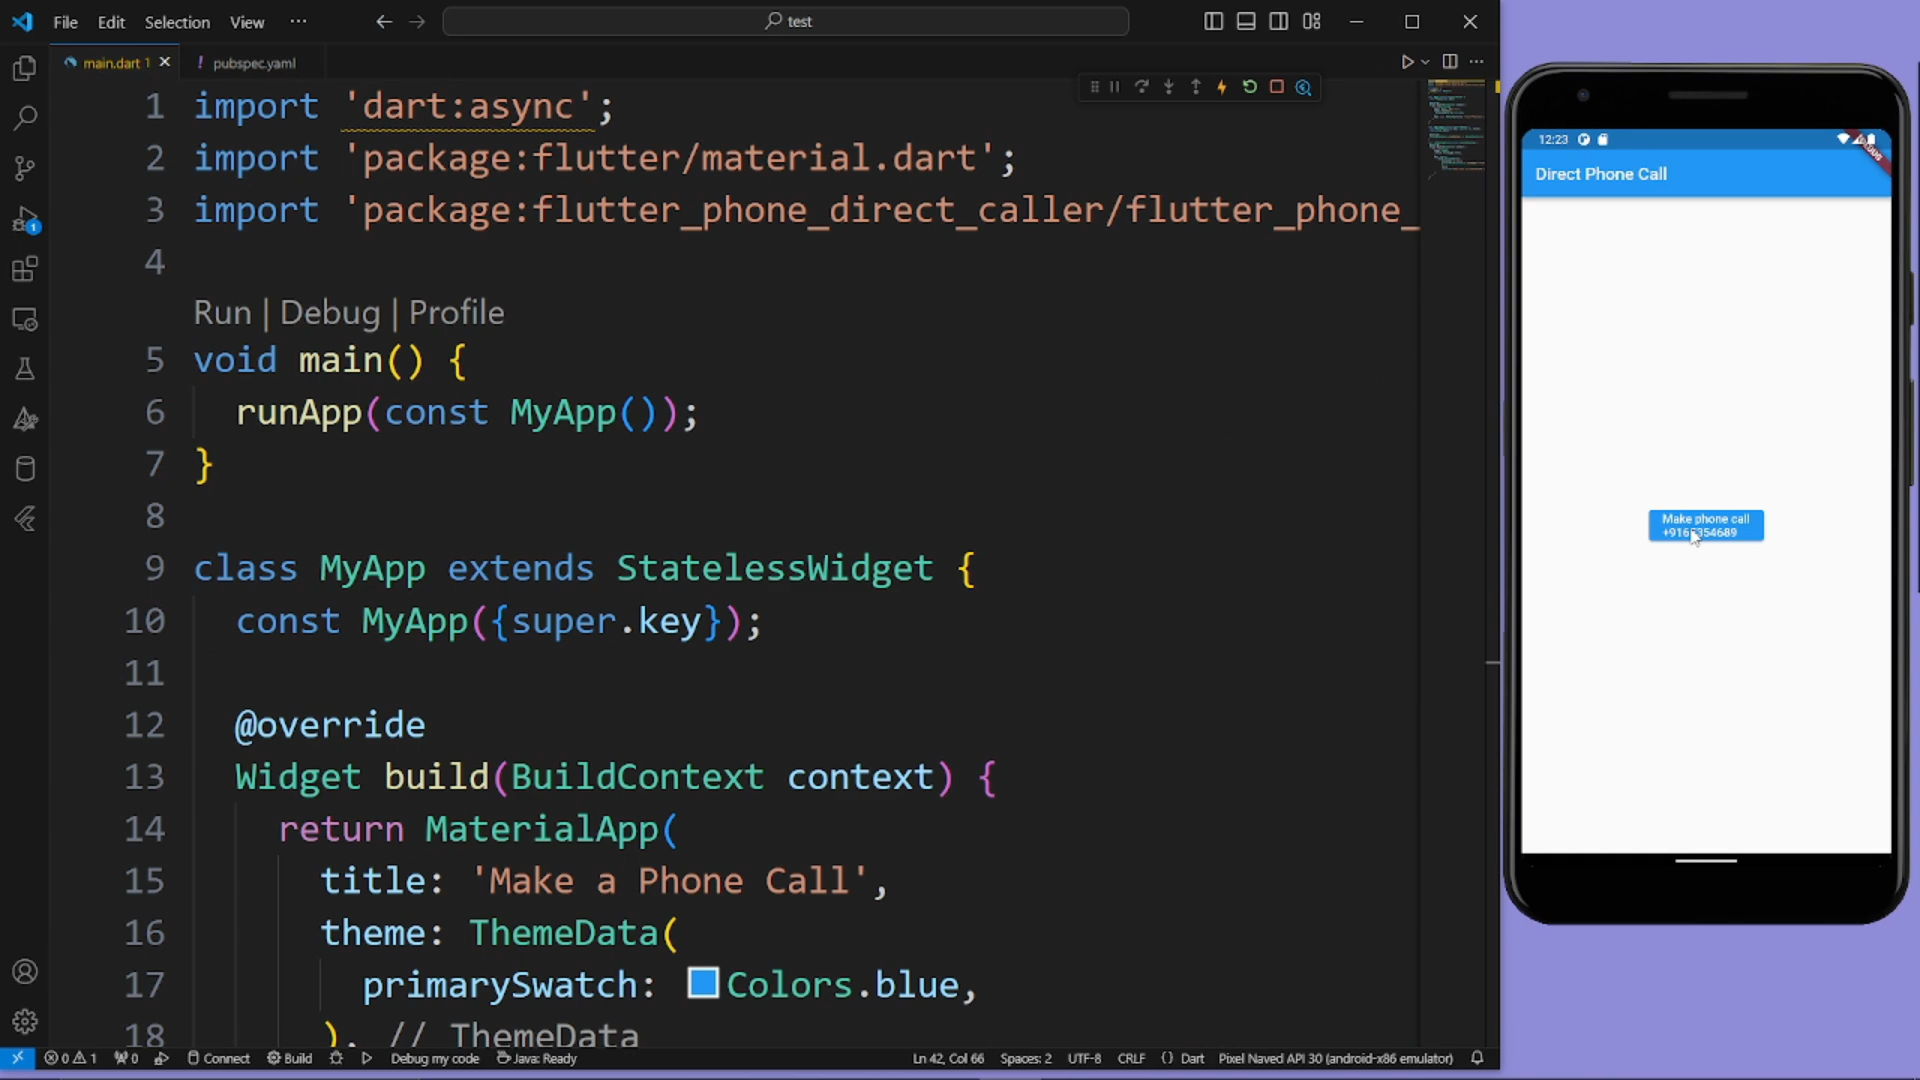 File Edit Selection View ···
test
main.dart 1
! pubspec.yaml
1 import 'dart:async';
2 import 'package:flutter/material.dart';
3 import 'package:flutter_phone_direct_caller/flutter_phone_
4
Run | Debug | Profile
5 void main() {
6 runApp(const MyApp());
7 }
8
9 class MyApp extends StatelessWidget {
10 const MyApp({super.key});
11
12 @override
13 Widget build(BuildContext context) {
14 return MaterialApp(
15 title: 'Make a Phone Call',
16 theme: ThemeData(
17 primarySwatch: Colors.blue,
18 ), // ThemeData
1
0 1 0 Connect Build Debug my code Java: Ready
Ln 42, Col 66 Spaces: 2 UTF-8 CRLF {} Dart Pixel Naved API 30 (android-x86 emulator)
12:23
Direct Phone Call
Make phone call